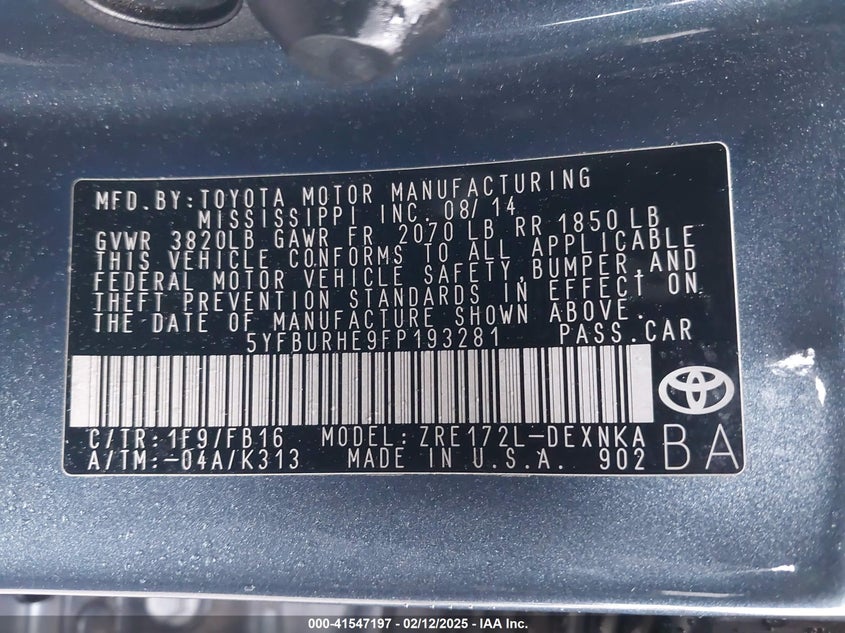 MFD.BY:TOYOTA MOTOR MANUFACTURING
MISSISSIPPI INC. 08/14
GVWR 3820LB GAWR FR 2070 LB RR 1850 LB
THIS VEHICLE CONFORMS TO ALL APPLICABLE
FEDERAL MOTOR VEHICLE SAFETY,BUMPER,AND
THEFT PREVENTION STANDARDS IN EFFECT ON
THE DATE OF MANUFACTURE SHOWN ABOVE.
5YFBURHE9FP193281 PASS.CAR
C/TR:1F9/FB16 MODEL:ZRE172L-DEXNKA
A/TM:-04A/K313 MADE IN U.S.A. 902 BA
000-41547197 - 02/12/2025 - IAA Inc.